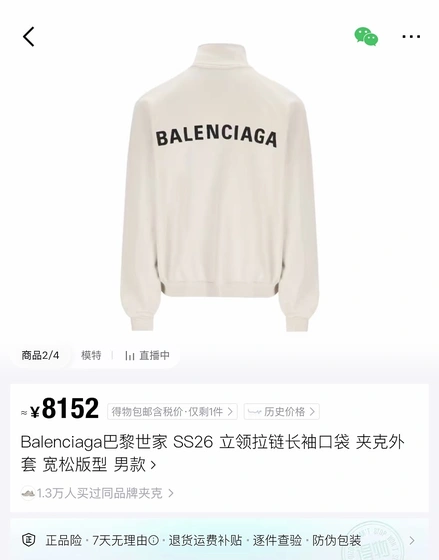 BALENCIAGA
商品2/4 模特 直播中
≈¥8152 得物包邮含税价·仅剩1件 > 历史价格 >
Balenciaga巴黎世家 SS26 立领拉链长袖口袋 夹克外
套 宽松版型 男款 >
1.3万人买过同品牌夹克 >
正品险 · 7天无理由 · 退货运费补贴 · 逐件查验 · 防伪包装